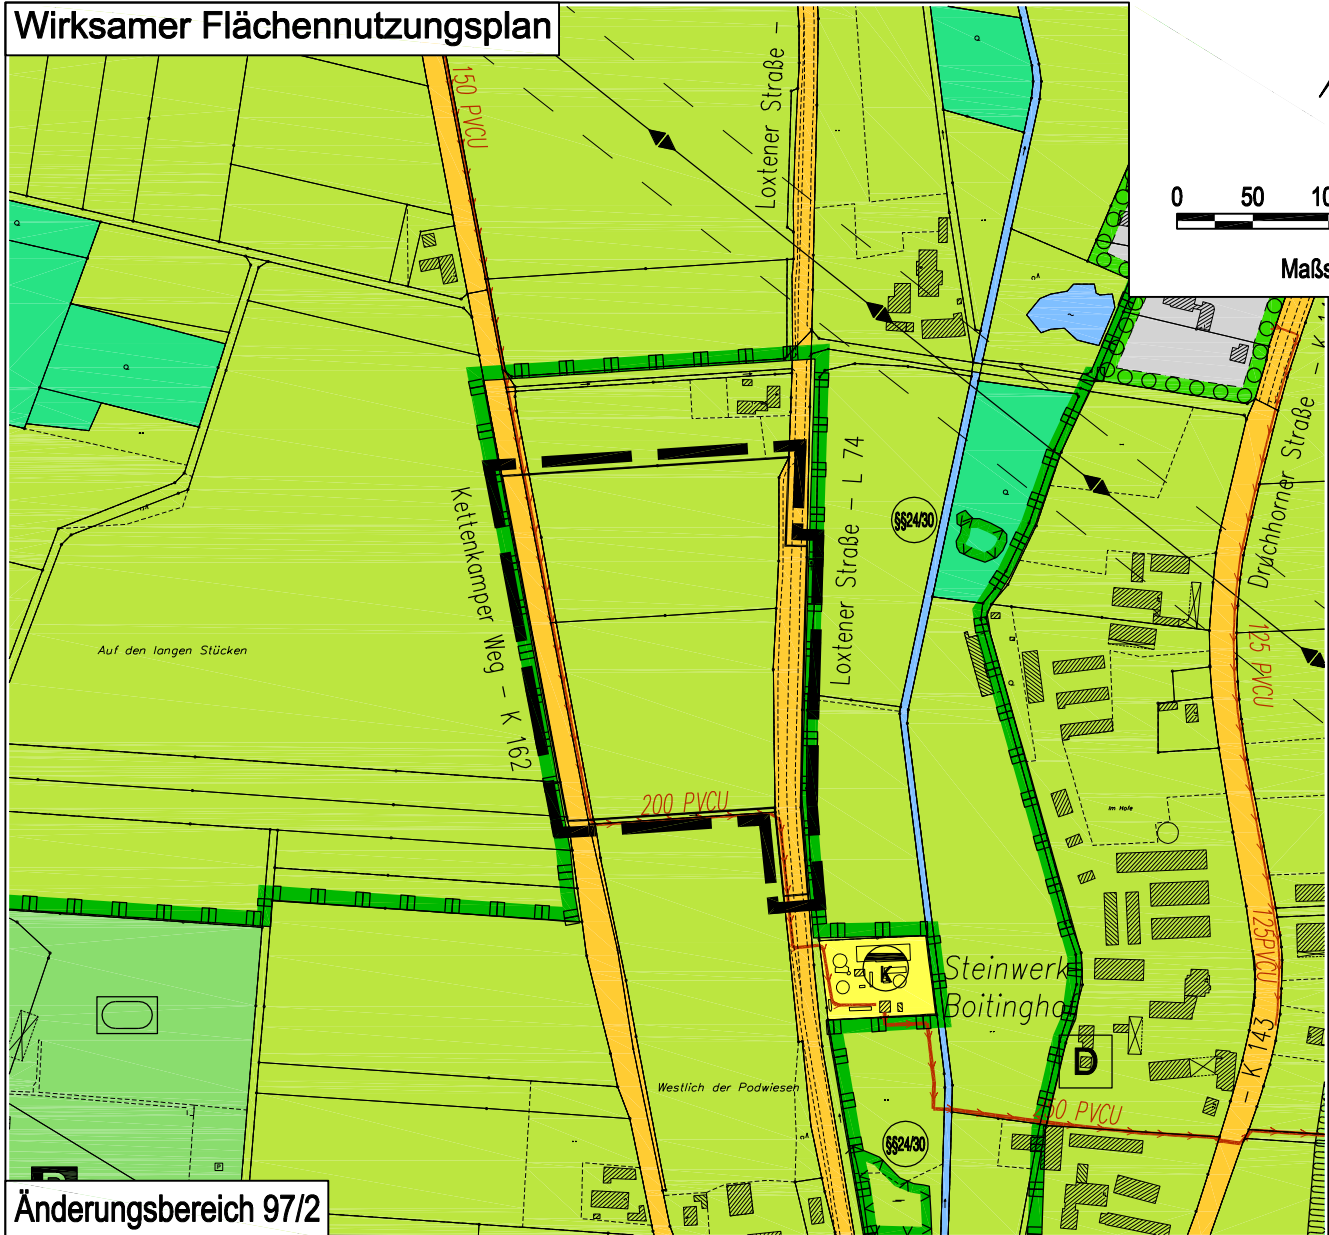 Wirksamer Flächennutzungsplan
150 PVCU
Loxtener Straße -
0 50
Maßs
Kettenkamper Weg - K 162
Loxtener Straße - L 74
§§24/30
Druchhorner Straße - K
125 PVCU
Auf den langen Stücken
200 PVCU
Im Hofe
125PVCU
K
Steinwerk
Boitingho
- K 143
D
Westlich der Podwiesen
50 PVCU
§§24/30
P
Änderungsbereich 97/2